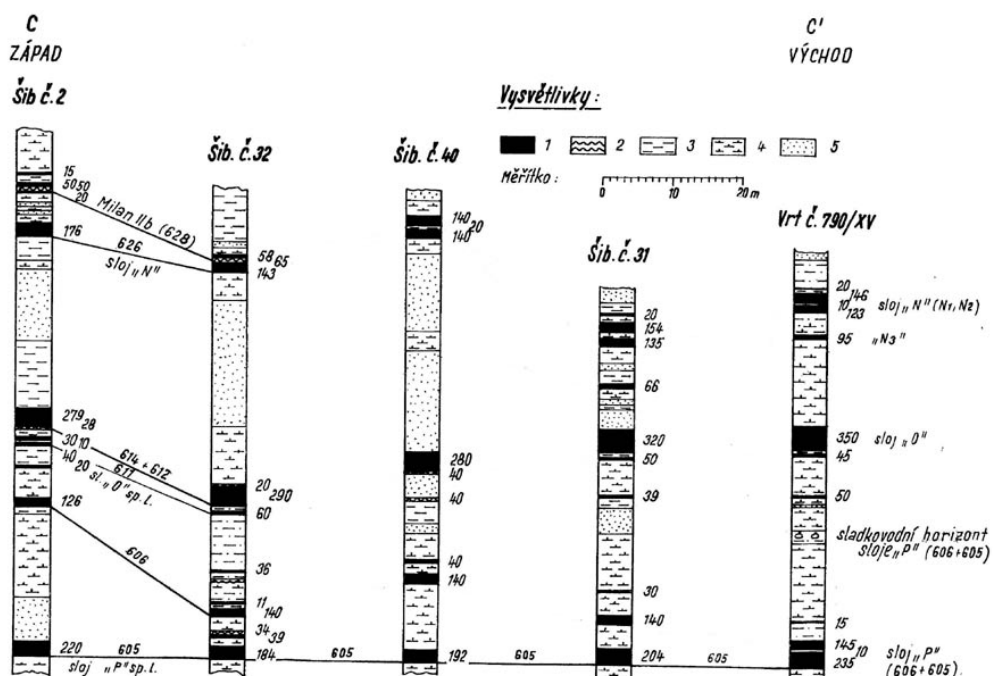 C
ZÁPAD
C'
VÝCHOD
Vysvětlivky:
1 2 3 4 5
Měřítko:
0 10 20 m
Šib č.2
15
50 50
20
176
279
28
30 10
40
20
126
220
Milan IIb (628)
626
sloj „N"
614 + 612
611
sl. „O" sp. l.
606
605
sloj „P" sp. l.
Šib. č.32
58 65
143
20
290
60
36
11
140
34
39
184
605
Šib. č.40
140
20
140
280
40
40
40
140
192
605
Šib. č.31
20
154
135
66
320
50
39
30
140
204
605
Vrt č.790/XV
20
146
10
123
sloj „N" (N1, N2)
95 „N3"
350 sloj „O"
45
50
sladkovodní horizont
sloje „P" (606+605)
15
145
10
235
sloj „P"
(606+605)